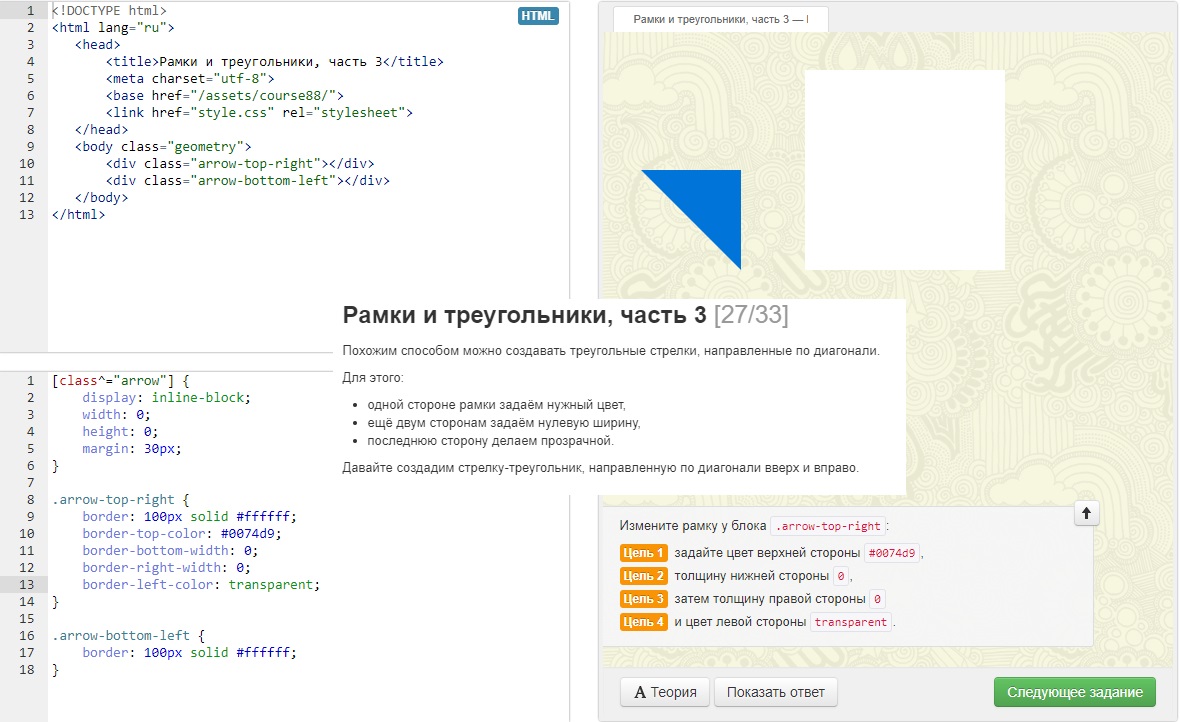 1 <!DOCTYPE html>
2 <html lang="ru">
3 <head>
4 <title>Рамки и треугольники, часть 3</title>
5 <meta charset="utf-8">
6 <base href="/assets/course88/">
7 <link href="style.css" rel="stylesheet">
8 </head>
9 <body class="geometry">
10 <div class="arrow-top-right"></div>
11 <div class="arrow-bottom-left"></div>
12 </body>
13 </html>
HTML
Рамки и треугольники, часть 3 — 
Рамки и треугольники, часть 3 [27/33]
Похожим способом можно создавать треугольные стрелки, направленные по диагонали.
Для этого:
• одной стороне рамки задаём нужный цвет,
• ещё двум сторонам задаём нулевую ширину,
• последнюю сторону делаем прозрачной.
Давайте создадим стрелку-треугольник, направленную по диагонали вверх и вправо.
1 [class^="arrow"] {
2 display: inline-block;
3 width: 0;
4 height: 0;
5 margin: 30px;
6 }
7
8 .arrow-top-right {
9 border: 100px solid #ffffff;
10 border-top-color: #0074d9;
11 border-bottom-width: 0;
12 border-right-width: 0;
13 border-left-color: transparent;
14 }
15
16 .arrow-bottom-left {
17 border: 100px solid #ffffff;
18 }
Измените рамку у блока .arrow-top-right:
Цель 1 задайте цвет верхней стороны #0074d9,
Цель 2 толщину нижней стороны 0,
Цель 3 затем толщину правой стороны 0
Цель 4 и цвет левой стороны transparent.
A Теория
Показать ответ
Следующее задание